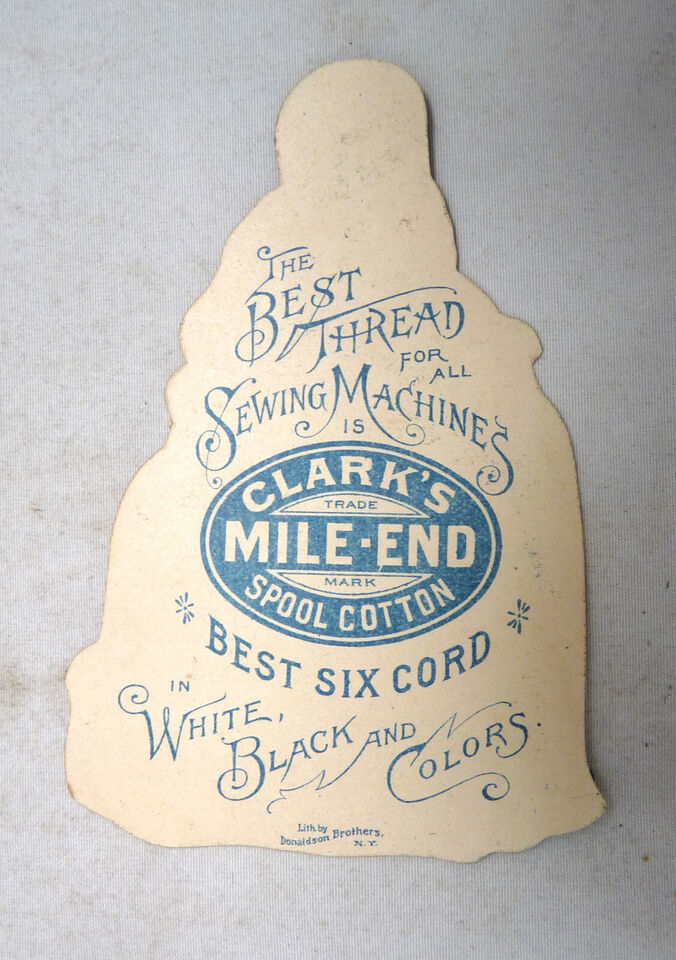 THE
BEST
THREAD
FOR
ALL
SEWING MACHINES
IS
CLARK'S
TRADE
MILE-END
MARK
SPOOL COTTON
BEST SIX CORD
IN
WHITE,
BLACK AND
COLORS.
Lith. by
Donaldson Brothers,
N.Y.